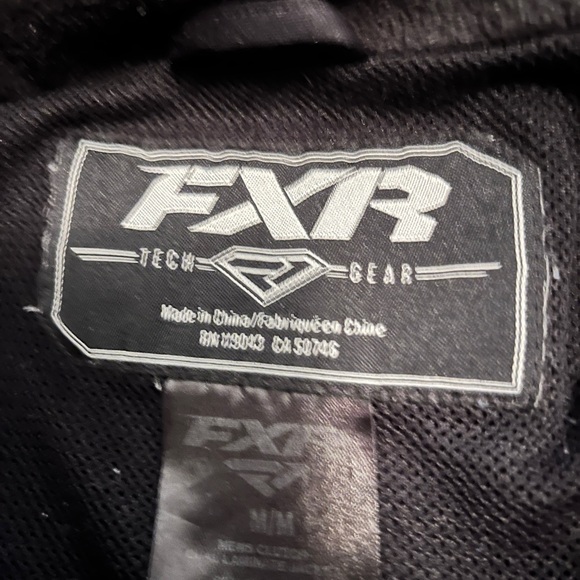 FXR
TECH GEAR
Made in China/Fabriqué en Chine
RN 119043 CA 50746
FXR
M/M